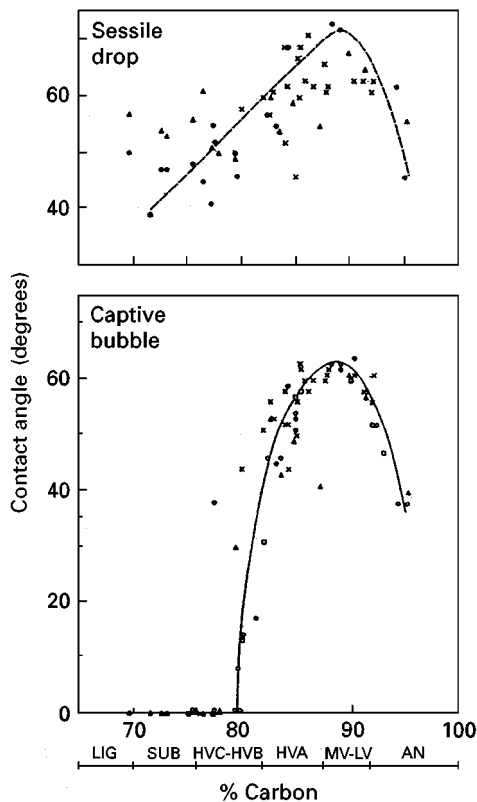 Sessile
drop
60
40
Contact angle (degrees)
Captive
bubble
60
40
20
0
70 80 90 100
LIG SUB HVC-HVB HVA MV-LV AN
% Carbon